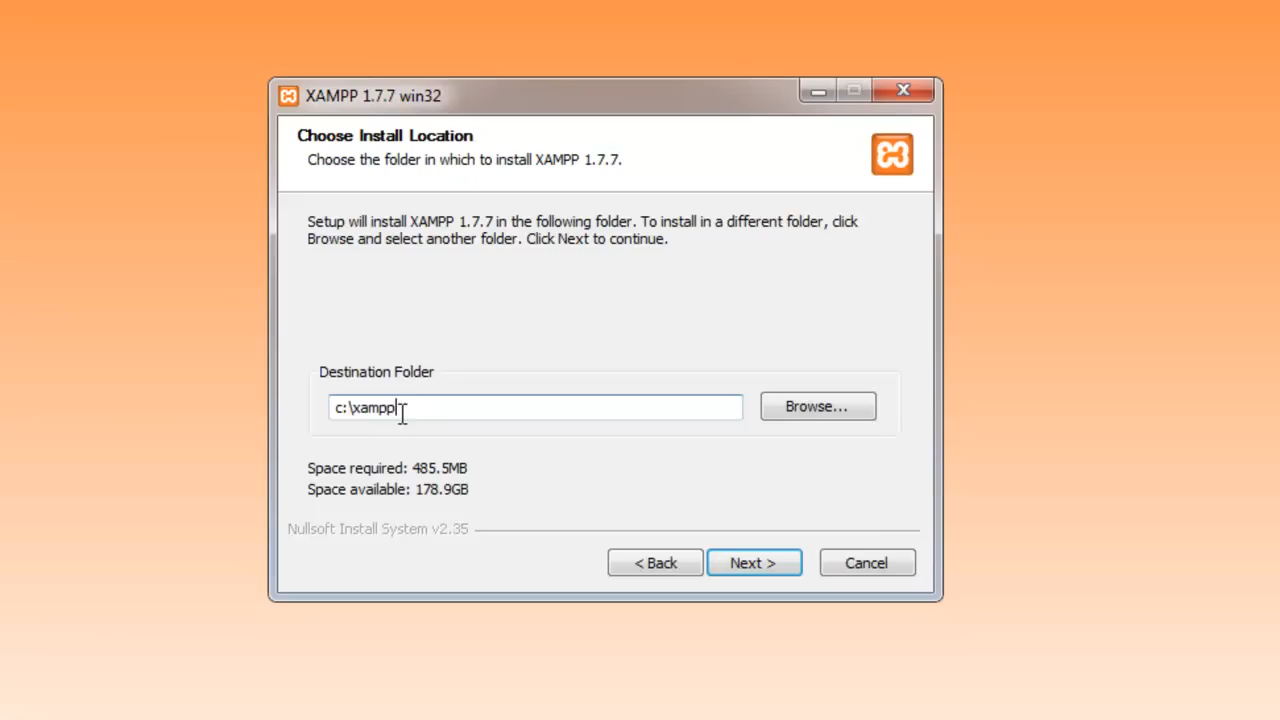 XAMPP 1.7.7 win32
Choose Install Location
Choose the folder in which to install XAMPP 1.7.7.
Setup will install XAMPP 1.7.7 in the following folder. To install in a different folder, click
Browse and select another folder. Click Next to continue.
Destination Folder
c:\xampp
Browse...
Space required: 485.5MB
Space available: 178.9GB
Nullsoft Install System v2.35
< Back
Next >
Cancel